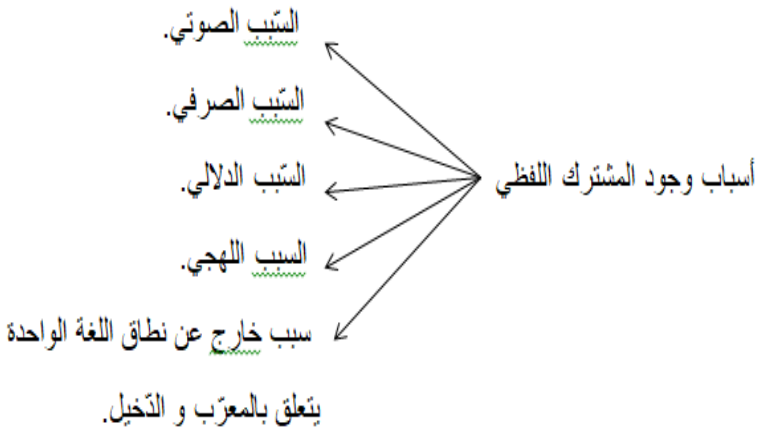 أسباب وجود المشترك اللفظي
السّبب الصوتي.
السّبب الصرفي.
السّبب الدلالي.
السبب اللهجي.
سبب خارج عن نطاق اللغة الواحدة
يتعلق بالمعرّب و الدّخيل.